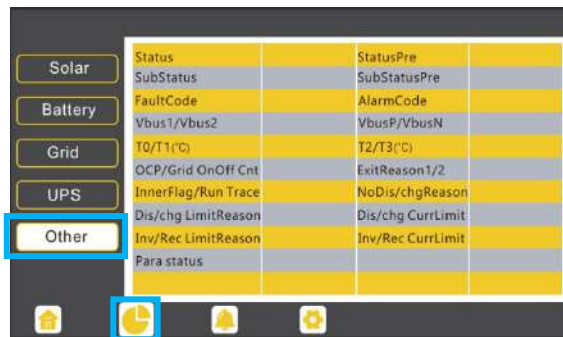 Solar
Battery
Grid
UPS
Other
Status StatusPre
SubStatus SubStatusPre
FaultCode AlarmCode
Vbus1/Vbus2 VbusP/VbusN
T0/T1(℃) T2/T3(℃)
OCP/Grid OnOff Cnt ExitReason1/2
InnerFlag/Run Trace NoDis/chgReason
Dis/chg LimitReason Dis/chg CurrLimit
Inv/Rec LimitReason Inv/Rec CurrLimit
Para status